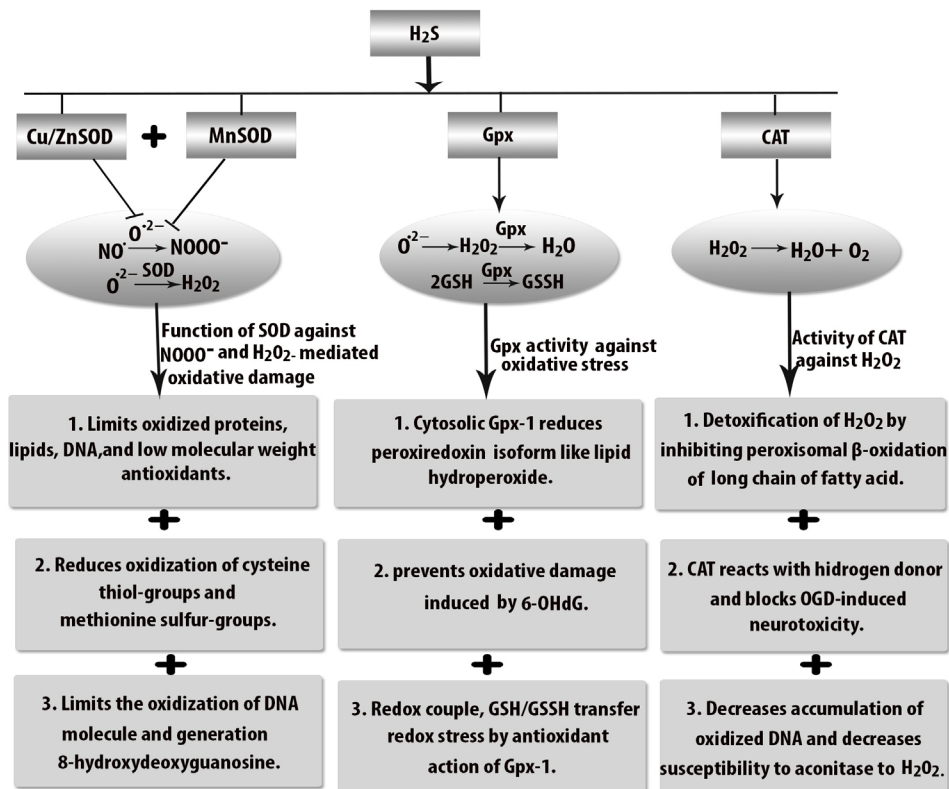 H2S
Cu/ZnSOD + MnSOD
Gpx
CAT
O·2−
NO· → NOOO−
O·2− SOD → H2O2
Gpx
O·2− → H2O2 → H2O
2GSH Gpx → GSSH
H2O2 → H2O + O2
Function of SOD against
NOOO− and H2O2- mediated
oxidative damage
Gpx activity against
oxidative stress
Activity of CAT
against H2O2
1. Limits oxidized proteins,
lipids, DNA,and low molecular weight
antioxidants.
+
2. Reduces oxidization of cysteine
thiol-groups and
methionine sulfur-groups.
+
3. Limits the oxidization of DNA
molecule and generation
8-hydroxydeoxyguanosine.
1. Cytosolic Gpx-1 reduces
peroxiredoxin isoform like lipid
hydroperoxide.
+
2. prevents oxidative damage
induced by 6-OHdG.
+
3. Redox couple, GSH/GSSH transfer
redox stress by antioxidant
action of Gpx-1.
1. Detoxification of H2O2 by
inhibiting peroxisomal β-oxidation
of long chain of fatty acid.
+
2. CAT reacts with hidrogen donor
and blocks OGD-induced
neurotoxicity.
+
3. Decreases accumulation of
oxidized DNA and decreases
susceptibility to aconitase to H2O2.